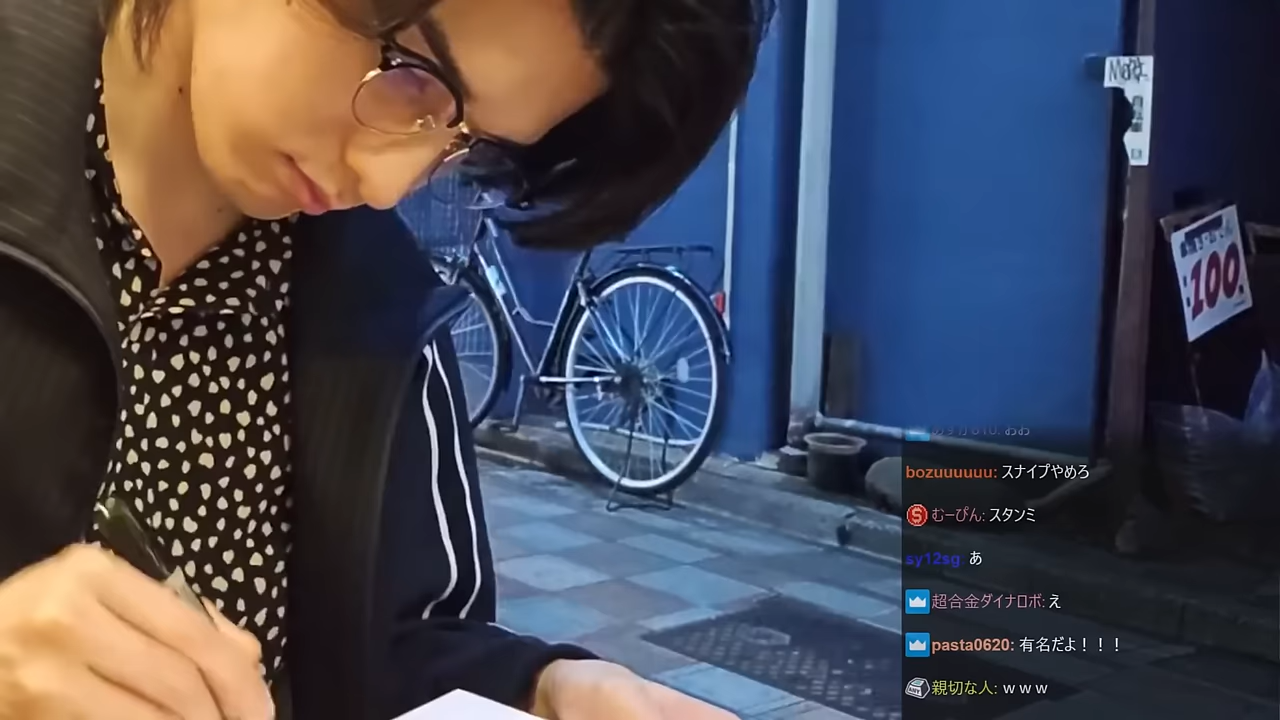 MORE
100
bozuuuuuu: スナイプやめろ
むーぴん: スタンミ
sy12sg: あ
超合金ダイナロボ: え
pasta0620: 有名だよ！！！
親切な人: ｗｗｗ